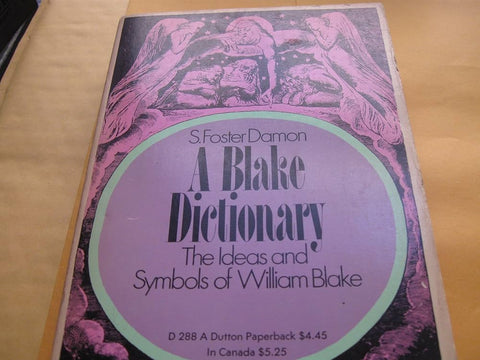 S. Foster Damon
A Blake
Dictionary
The Ideas and
Symbols of William Blake
D 288 A Dutton Paperback $4.45
In Canada $5.25